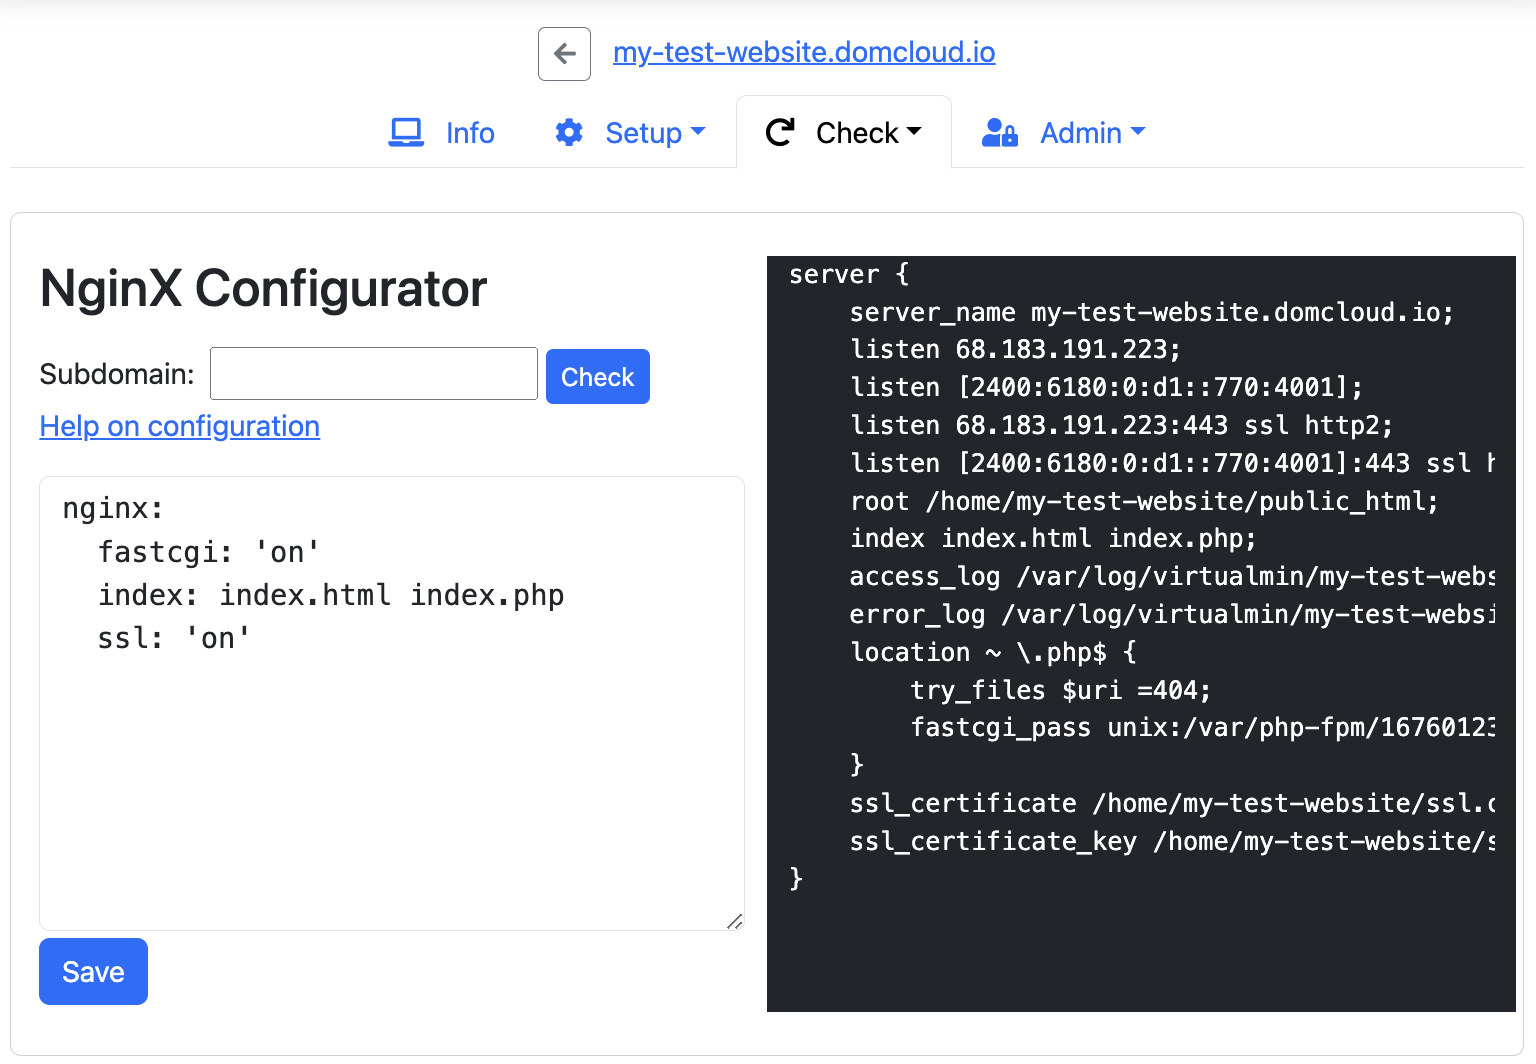 my-test-website.domcloud.io
Info Setup Check Admin
NginX Configurator
Subdomain: Check
Help on configuration
nginx:
  fastcgi: 'on'
  index: index.html index.php
  ssl: 'on'
Save
server {
    server_name my-test-website.domcloud.io;
    listen 68.183.191.223;
    listen [2400:6180:0:d1::770:4001];
    listen 68.183.191.223:443 ssl http2;
    listen [2400:6180:0:d1::770:4001]:443 ssl
    root /home/my-test-website/public_html;
    index index.html index.php;
    access_log /var/log/virtualmin/my-test-webs
    error_log /var/log/virtualmin/my-test-websi
    location ~ \.php$ {
        try_files $uri =404;
        fastcgi_pass unix:/var/php-fpm/16760123
    }
    ssl_certificate /home/my-test-website/ssl.c
    ssl_certificate_key /home/my-test-website/s
}